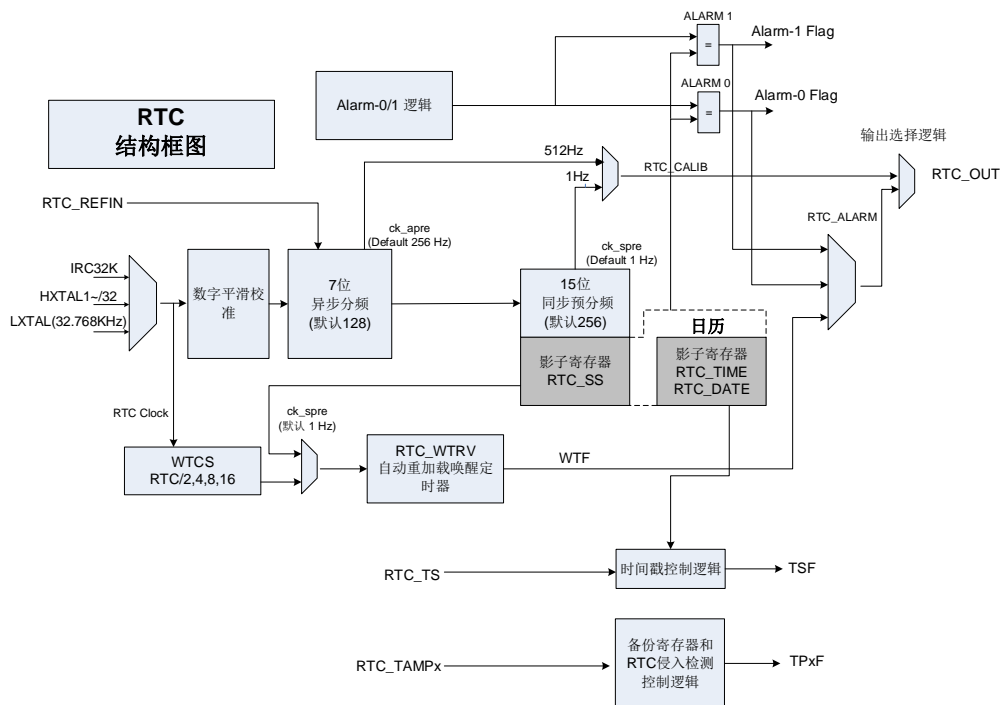 RTC
结构框图
Alarm-0/1 逻辑
ALARM 1
=
Alarm-1 Flag
ALARM 0
=
Alarm-0 Flag
输出选择逻辑
512Hz
1Hz
RTC_CALIB
RTC_OUT
RTC_REFIN
ck_apre
(Default 256 Hz)
RTC_ALARM
ck_spre
(Default 1 Hz)
IRC32K
HXTAL1~/32
LXTAL(32.768KHz)
数字平滑校
准
7位
异步分频
(默认128)
15位
同步预分频
(默认256)
日历
影子寄存器
RTC_SS
影子寄存器
RTC_TIME
RTC_DATE
RTC Clock
ck_spre
(默认 1 Hz)
WTCS
RTC/2,4,8,16
RTC_WTRV
自动重加载唤醒定
时器
WTF
RTC_TS
时间戳控制逻辑
TSF
RTC_TAMPx
备份寄存器和
RTC侵入检测
控制逻辑
TPxF